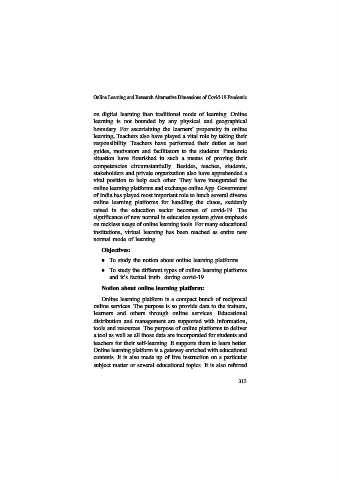 Online Learning and Research Alternative Dimensions of Covid-19 Pandemic
on digital learning than traditional mode of learning. Online
learning is not bounded by any physical and geographical
boundary. For ascertaining the learners' propensity in online
learning, Teachers also have played a vital role by taking their
responsibility. Teachers have performed their duties as best
guides, motivators and facilitators to the students. Pandemic
situation have flourished in such a means of proving their
competencies circumstantially. Besides, teachers, students,
stakeholders and private organization also have apprehended a
vital position to help each other. They have inaugurated the
online learning platforms and exchange online App. Government
of India has played most important role to lunch several diverse
online learning platforms for handling the chaos, suddenly
raised in the education sector becomes of covid-19. The
significance of new normal in education system gives emphasis
on reckless usage of online learning tools. For many educational
institutions, virtual learning has been reached as entire new
normal mode of learning.
Objectives:
● To study the notion about online learning platforms
● To study the different types of online learning platforms
and it's factual truth during covid-19
Notion about online learning platform:
Online learning platform is a compact bunch of reciprocal
online services. The purpose is to provide data to the trainers,
learners and others through online services. Educational
distribution and management are supported with information,
tools and resources. The purpose of online platforms to deliver
a tool as well as all those data are incorporated for students and
teachers for their self-learning. It supports them to learn better.
Online learning platform is a gateway enriched with educational
contents. It is also made up of live instruction on a particular
subject matter or several educational topics. It is also referred
313